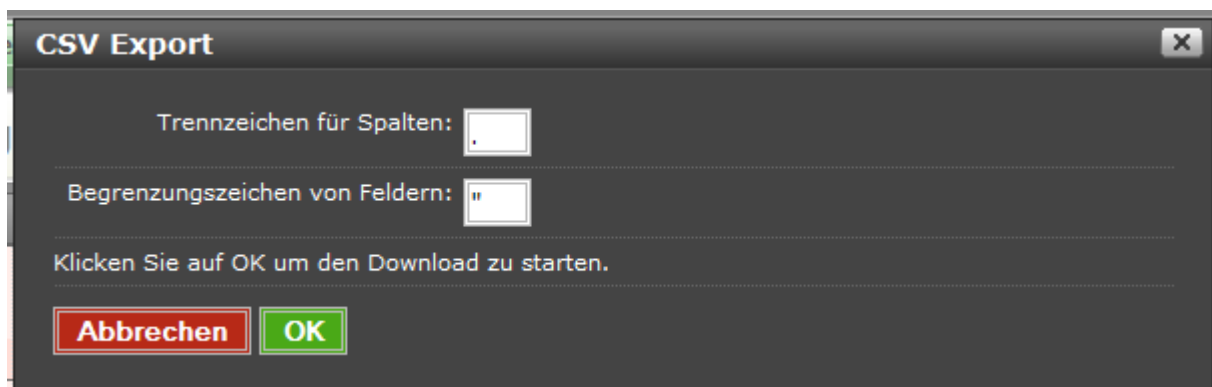 CSV Export
Trennzeichen für Spalten: .
Begrenzungszeichen von Feldern: "
Klicken Sie auf OK um den Download zu starten.
Abbrechen OK